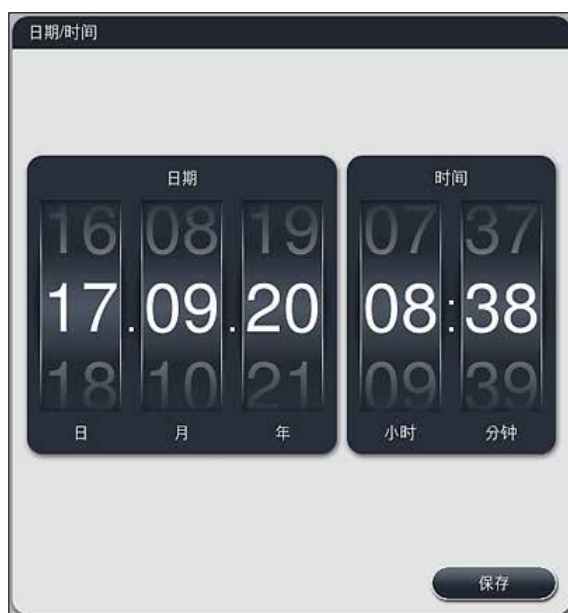 日期/时间
日期 时间
16 08 19 07 37
17.09.20 08:38
18 10 21 09 39
日 月 年 小时 分钟
保存